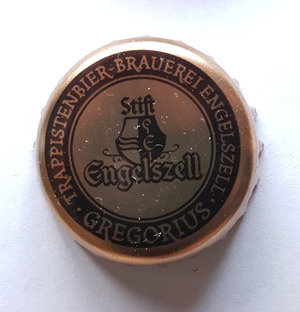 TRAPPISTENBIER-BRAUEREI ENGELSZELL
· GREGORIUS ·
Stift
Engelszell